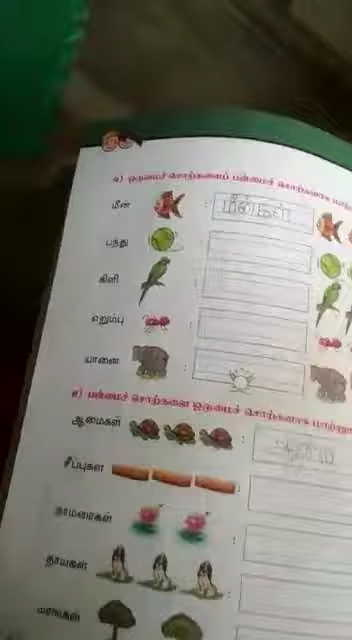 அ) ஒருமைச் சொற்களைப் பன்மைச் சொற்களாக
மீன் : மீன்கள்
பந்து :
கிளி :
எறும்பு :
யானை :
பன்மைச் சொற்களை ஒருமைச் சொற்களாக
ஆமைகள் : ஆமை
சீப்புகள் :
தாமரைகள் :
நாய்கள் :
மரங்கள்